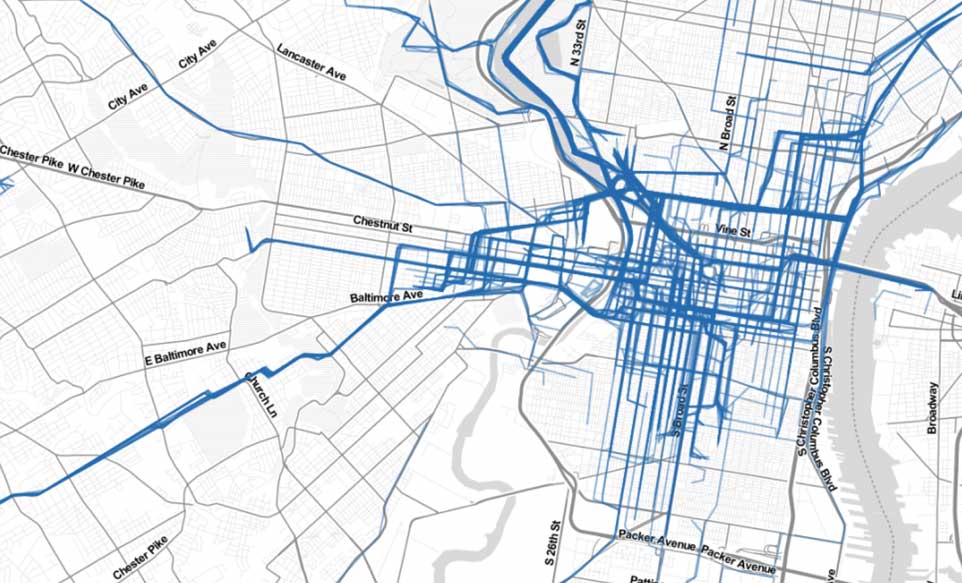 N 33rd St
City Ave
Lancaster Ave
City Ave
N Broad St
Chester Pike W Chester Pike
Chestnut St
Vine St
Baltimore Ave
E Baltimore Ave
Church Ln
S Christopher Columbus Blvd
S Christopher Columbus Blvd
Broadway
S Broad St
S 26th St
Packer Avenue Packer Avenue
Chester Pike